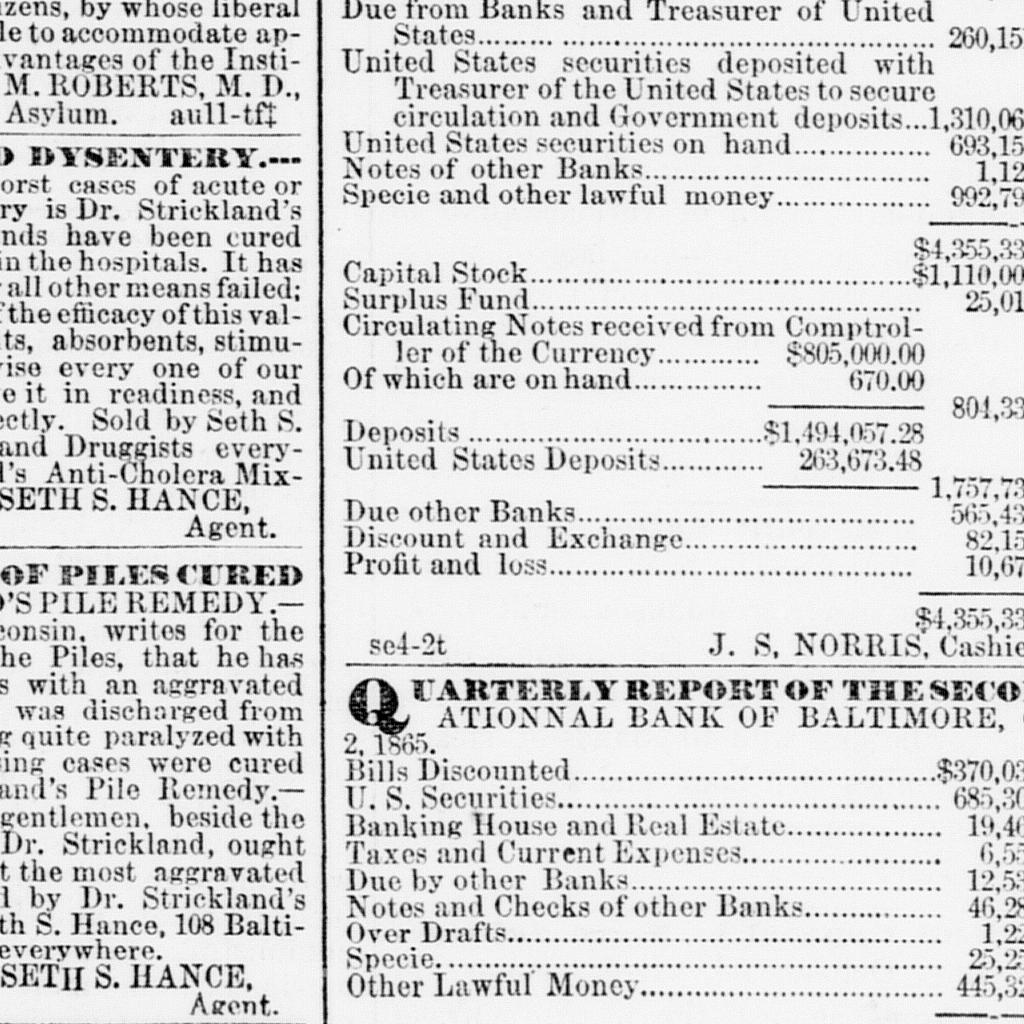 izens, by whose liberal
le to accommodate ap-
vantages of the Insti-
M. ROBERTS, M. D.,
Asylum. au11-tf‡
D DYSENTERY.---
orst cases of acute or
ry is Dr. Strickland's
nds have been cured
in the hospitals. It has
all other means failed;
f the efficacy of this val-
ts, absorbents, stimu-
vise every one of our
e it in readiness, and
ectly. Sold by Seth S.
and Druggists every-
l's Anti-Cholera Mix-
SETH S. HANCE,
Agent.
OF PILES CURED
D'S PILE REMEDY.—
consin, writes for the
he Piles, that he has
s with an aggravated
was discharged from
g quite paralyzed with
ing cases were cured
and's Pile Remedy.—
gentlemen, beside the
Dr. Strickland, ought
t the most aggravated
d by Dr. Strickland's
th S. Hance, 108 Balti-
everywhere.
SETH S. HANCE,
Agent.
Due from Banks and Treasurer of United
States......... ................................... 260,15
United States securities deposited with
Treasurer of the United States to secure
circulation and Government deposits...1,310,06
United States securities on hand............... 693,15
Notes of other Banks............................... 1,12
Specie and other lawful money................. 992,79
$4,355,33
Capital Stock..........................................$1,110,00
Surplus Fund.......................................... 25,01
Circulating Notes received from Comptrol-
ler of the Currency............ $805,000.00
Of which are on hand.............. 670.00
804,33
Deposits ................................$1,494,057.28
United States Deposits............ 263,673.48
1,757,73
Due other Banks.................................... 565,43
Discount and Exchange......................... 82,15
Profit and loss....................................... 10,67
$4,355,33
se4-2t J. S, NORRIS, Cashie
QUARTERLY REPORT OF THE SECO
ATIONNAL BANK OF BALTIMORE,
2, 1865.
Bills Discounted.......................................$370,03
U. S. Securities......................................... 685,30
Banking House and Real Estate................ 19,46
Taxes and Current Expenses..................... 6,55
Due by other Banks................................. 12,53
Notes and Checks of other Banks.............. 46,28
Over Drafts.............................................. 1,22
Specie...................................................... 25,25
Other Lawful Money................................ 445,32